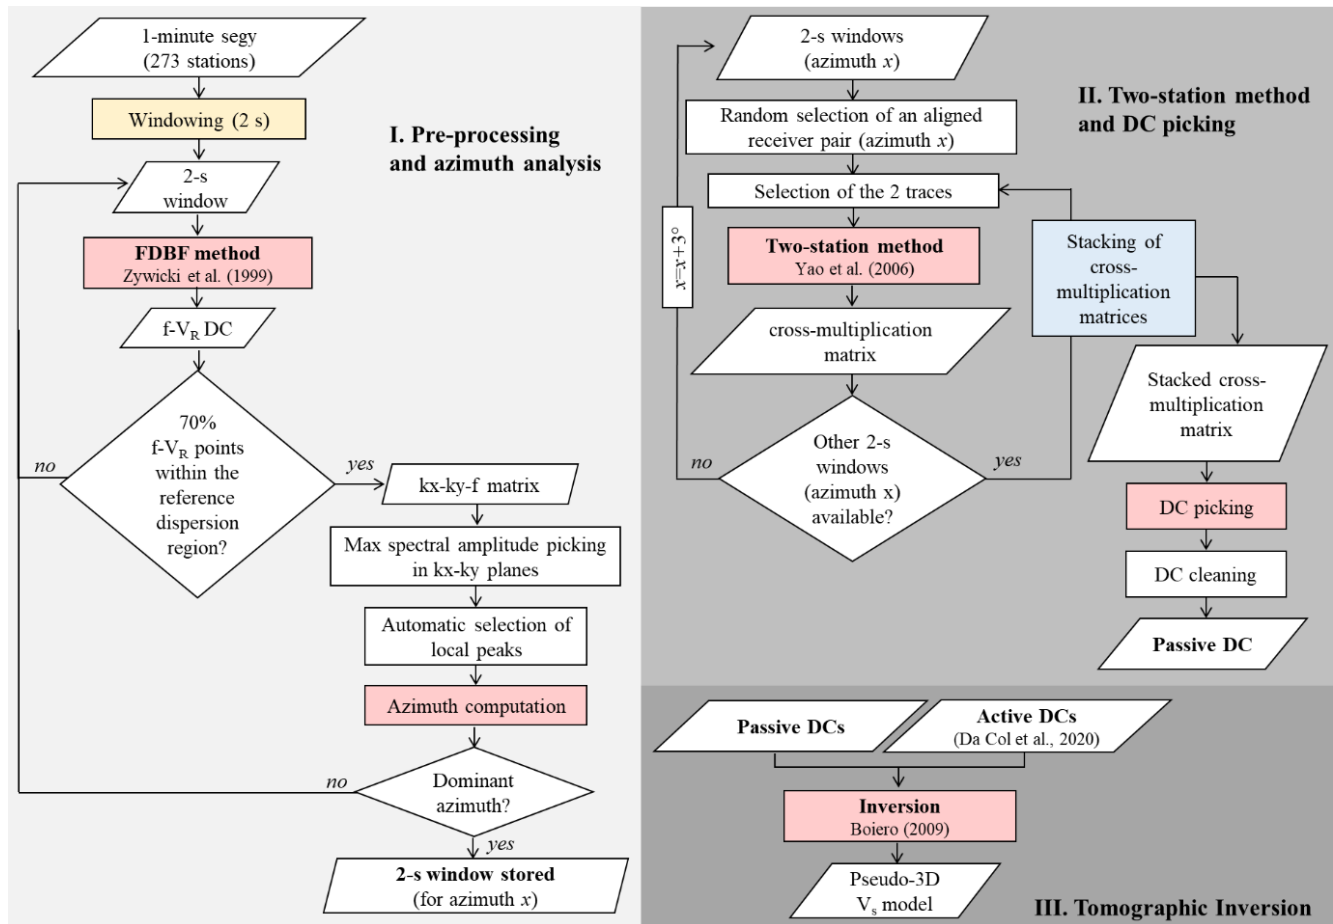 1-minute segy
(273 stations)
Windowing (2 s)
2-s
window
FDBF method
Zywicki et al. (1999)
f-VR DC
70%
f-VR points
within the
reference
dispersion
region?
no
yes
I. Pre-processing
and azimuth analysis
kx-ky-f matrix
Max spectral amplitude picking
in kx-ky planes
Automatic selection of
local peaks
Azimuth computation
Dominant
azimuth?
no
yes
2-s window stored
(for azimuth x)
2-s windows
(azimuth x)
II. Two-station method
and DC picking
Random selection of an aligned
receiver pair (azimuth x)
Selection of the 2 traces
x=x+3°
Two-station method
Yao et al. (2006)
Stacking of
cross-
multiplication
matrices
cross-multiplication
matrix
Other 2-s
windows
(azimuth x)
available?
no
yes
Stacked cross-
multiplication
matrix
DC picking
DC cleaning
Passive DC
Passive DCs
Active DCs
(Da Col et al., 2020)
Inversion
Boiero (2009)
Pseudo-3D
Vs model
III. Tomographic Inversion